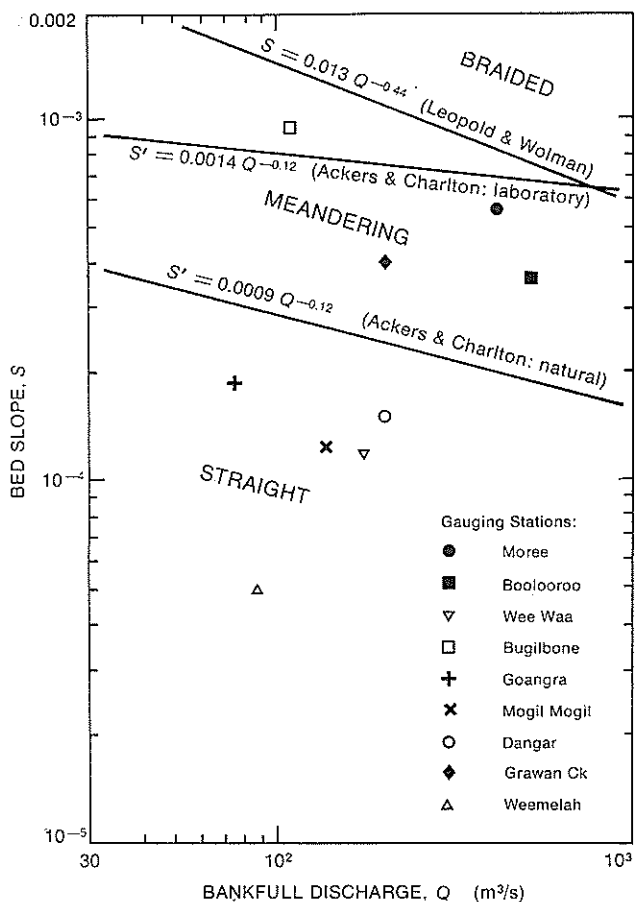 0.002
BRAIDED
S = 0.013 Q−0.44 (Leopold & Wolman)
10−3
S′ = 0.0014 Q−0.12 (Ackers & Charlton: laboratory)
MEANDERING
S′ = 0.0009 Q−0.12 (Ackers & Charlton: natural)
BED SLOPE, S
10−4
STRAIGHT
Gauging Stations:
Moree
Boolooroo
Wee Waa
Bugilbone
Goangra
Mogil Mogil
Dangar
Grawan Ck
Weemelah
10−5
30
10²
10³
BANKFULL DISCHARGE, Q (m³/s)